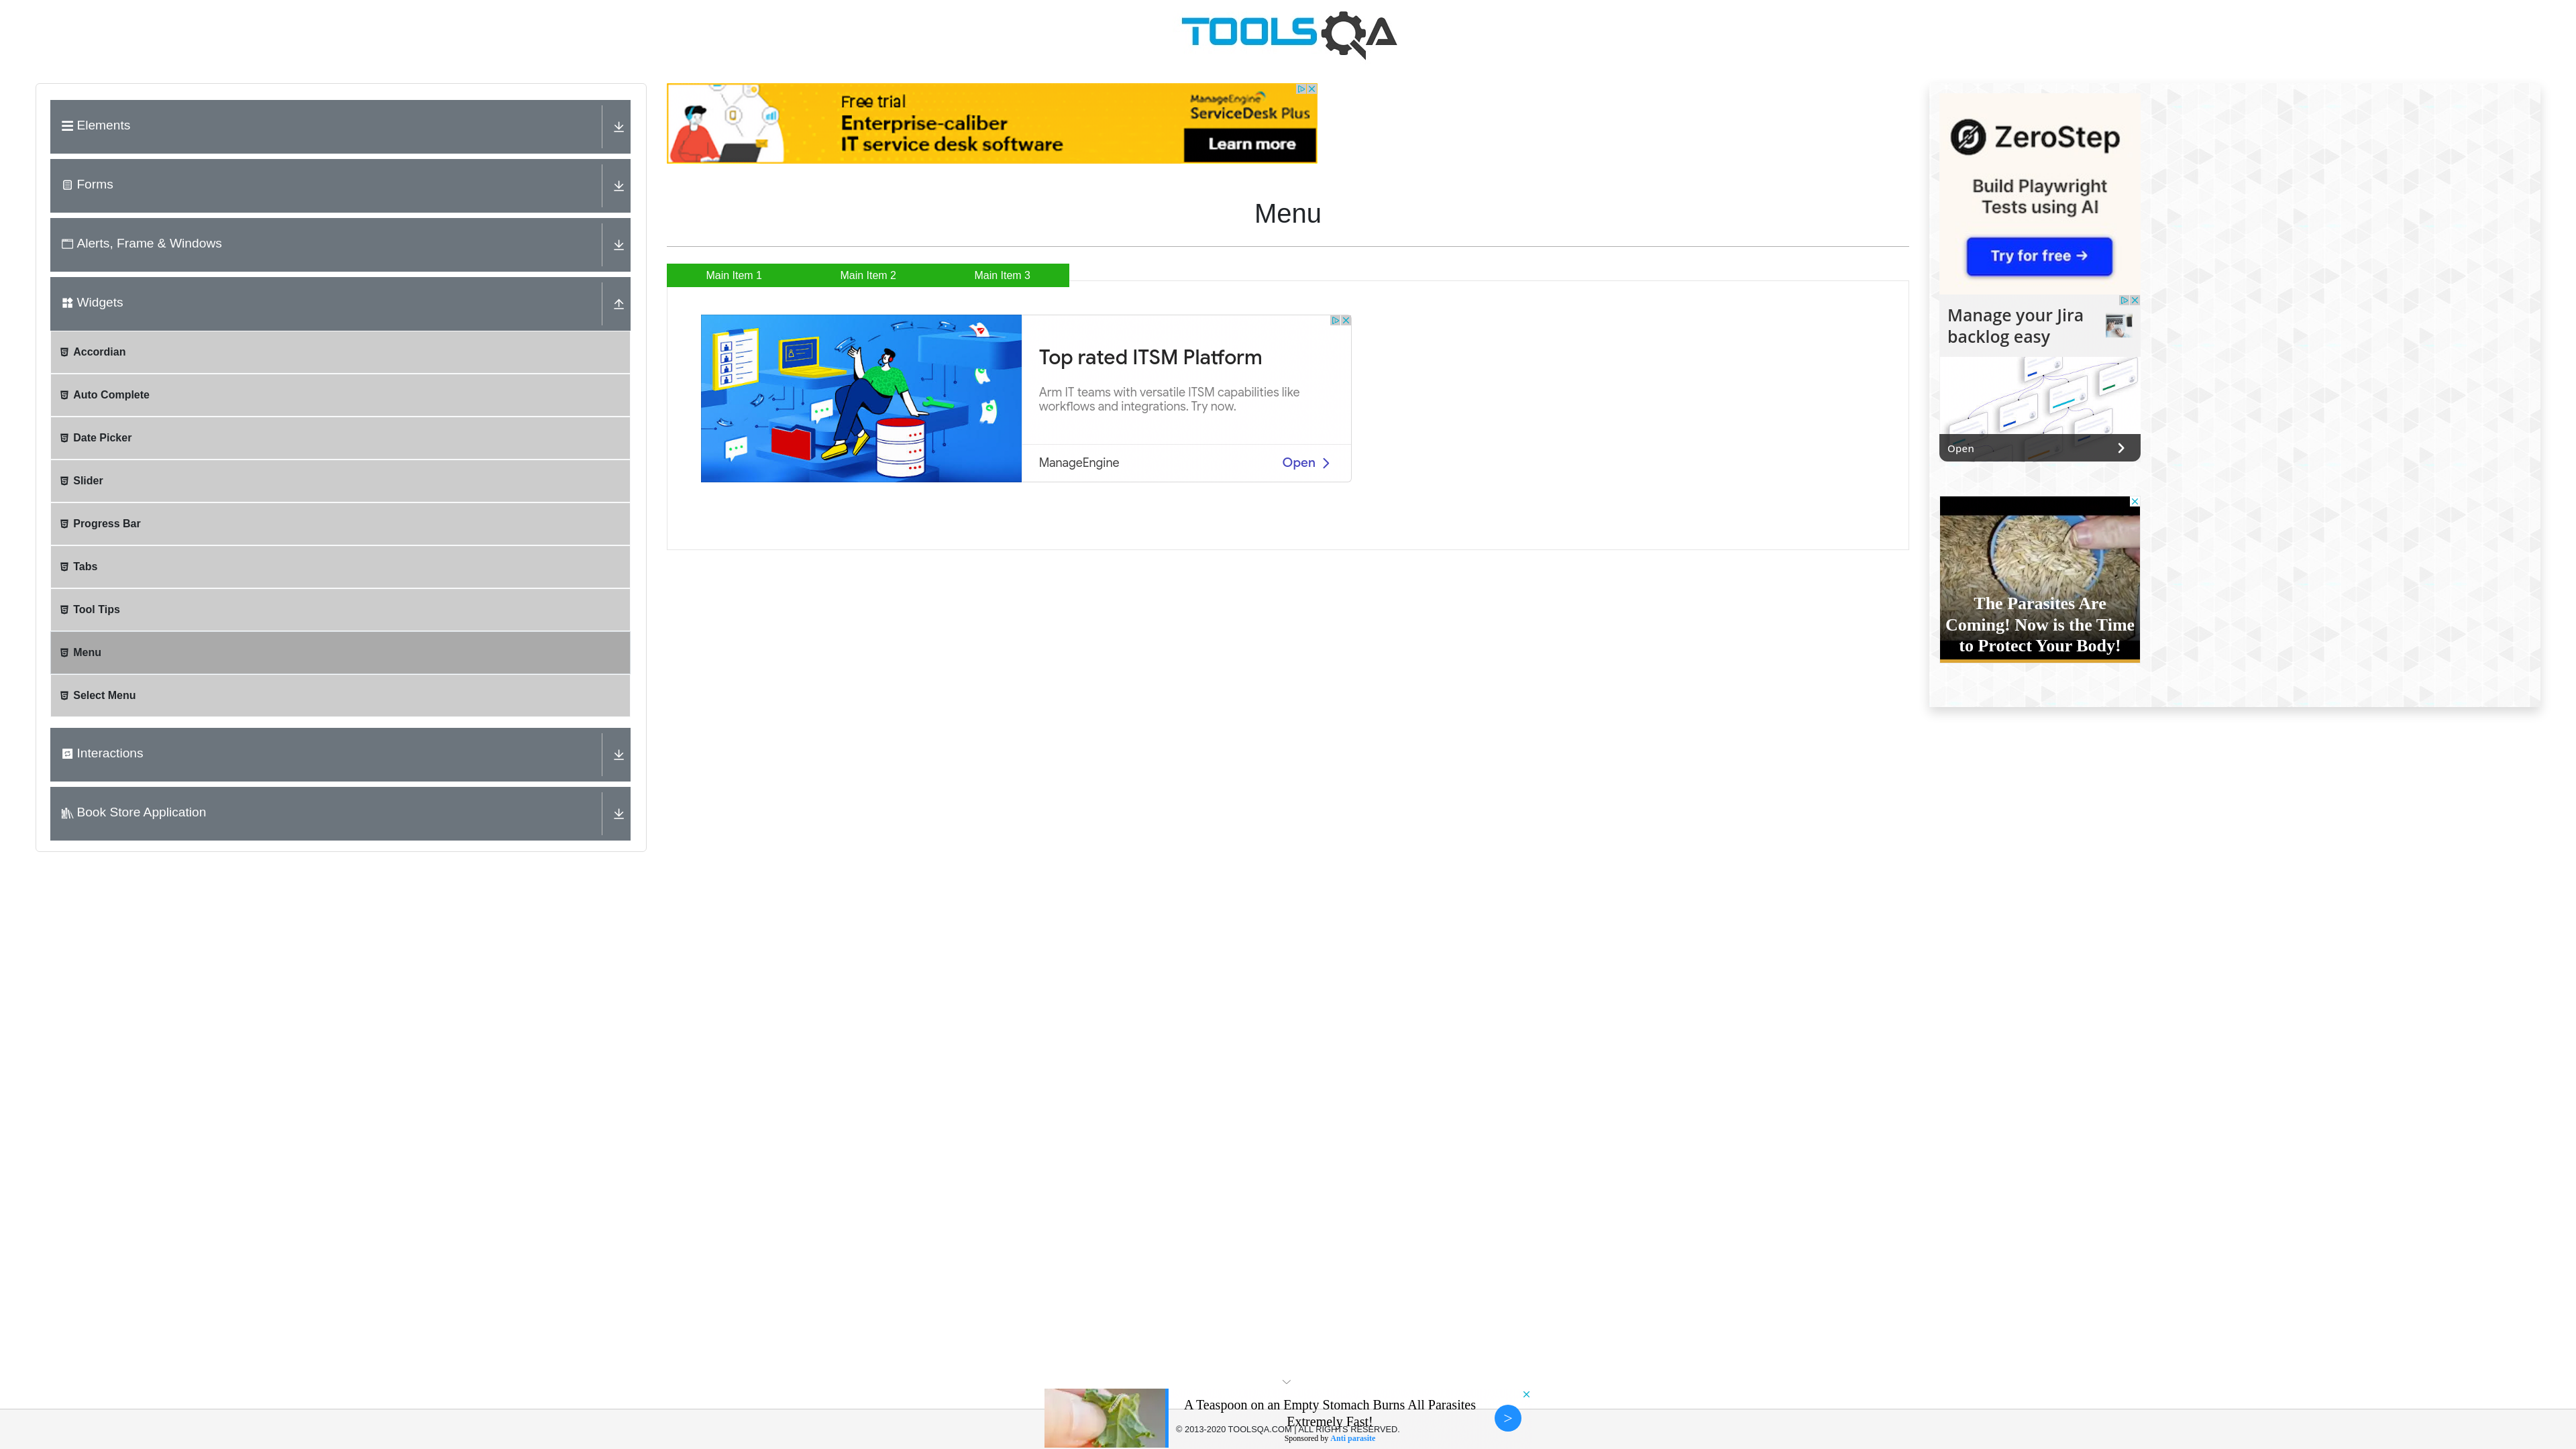 TOOLSQA
Elements
Forms
Alerts, Frame & Windows
Widgets
Accordian
Auto Complete
Date Picker
Slider
Progress Bar
Tabs
Tool Tips
Menu
Select Menu
Interactions
Book Store Application
Free trial
Enterprise-caliber
IT service desk software
ManageEngine
ServiceDesk Plus
Learn more
Menu
Main Item 1
Main Item 2
Main Item 3
Top rated ITSM Platform
Arm IT teams with versatile ITSM capabilities like
workflows and integrations. Try now.
ManageEngine
Open
ZeroStep
Build Playwright
Tests using AI
Try for free →
Manage your Jira
backlog easy
Open
The Parasites Are
Coming! Now is the Time
to Protect Your Body!
A Teaspoon on an Empty Stomach Burns All Parasites
Extremely Fast!
© 2013-2020 TOOLSQA.COM | ALL RIGHTS RESERVED.
Sponsored by Anti parasite